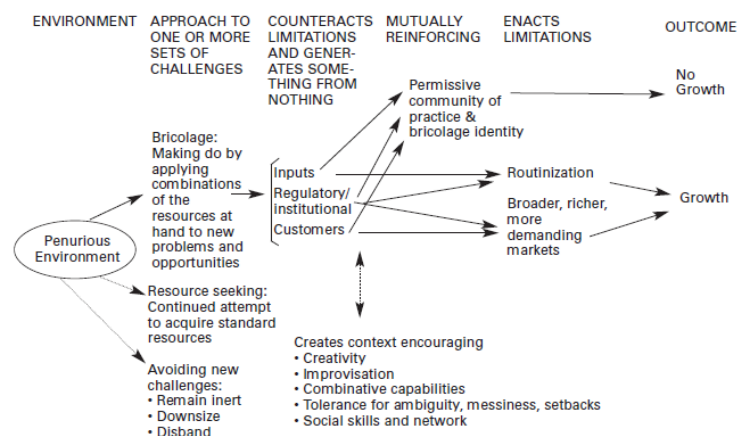 ENVIRONMENT
APPROACH TO
ONE OR MORE
SETS OF
CHALLENGES
COUNTERACTS
LIMITATIONS
AND GENER-
ATES SOME-
THING FROM
NOTHING
MUTUALLY
REINFORCING
ENACTS
LIMITATIONS
OUTCOME
Penurious
Environment
Bricolage:
Making do by
applying
combinations
of the
resources at
hand to new
problems and
opportunities
Resource seeking:
Continued attempt
to acquire standard
resources
Avoiding new
challenges:
• Remain inert
• Downsize
• Disband
Inputs
Regulatory/
institutional
Customers
Creates context encouraging
• Creativity
• Improvisation
• Combinative capabilities
• Tolerance for ambiguity, messiness, setbacks
• Social skills and network
Permissive
community of
practice &
bricolage identity
Routinization
Broader, richer,
more
demanding
markets
No
Growth
Growth